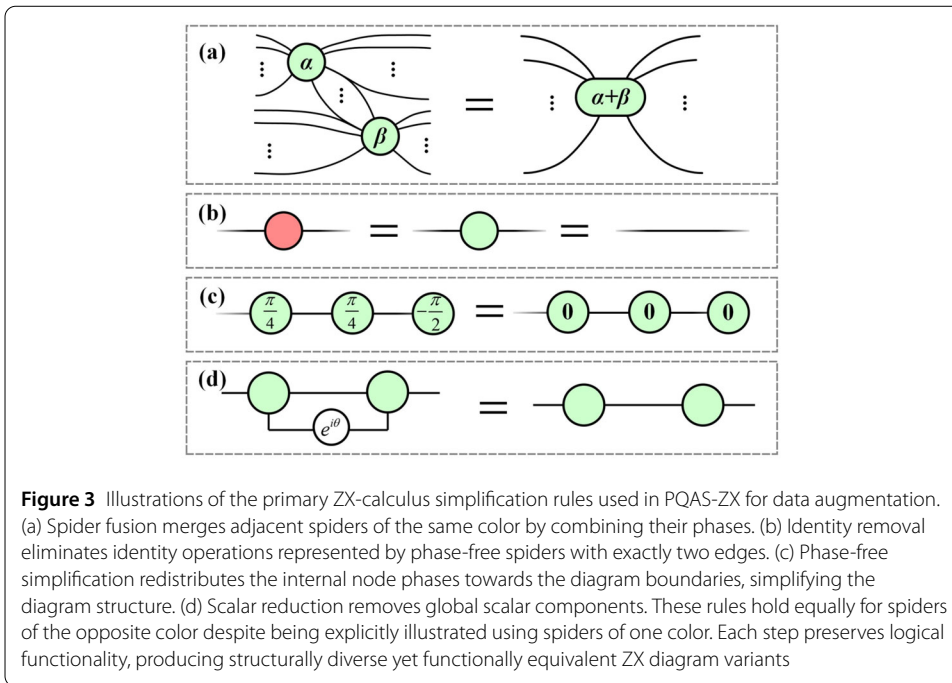 (a)
α
β
=
α+β
(b)
= =
(c)
π/4 π/4 -π/2 = 0 0 0
(d)
e^{iθ}
=
Figure 3 Illustrations of the primary ZX-calculus simplification rules used in PQAS-ZX for data augmentation.
(a) Spider fusion merges adjacent spiders of the same color by combining their phases. (b) Identity removal
eliminates identity operations represented by phase-free spiders with exactly two edges. (c) Phase-free
simplification redistributes the internal node phases towards the diagram boundaries, simplifying the
diagram structure. (d) Scalar reduction removes global scalar components. These rules hold equally for spiders
of the opposite color despite being explicitly illustrated using spiders of one color. Each step preserves logical
functionality, producing structurally diverse yet functionally equivalent ZX diagram variants